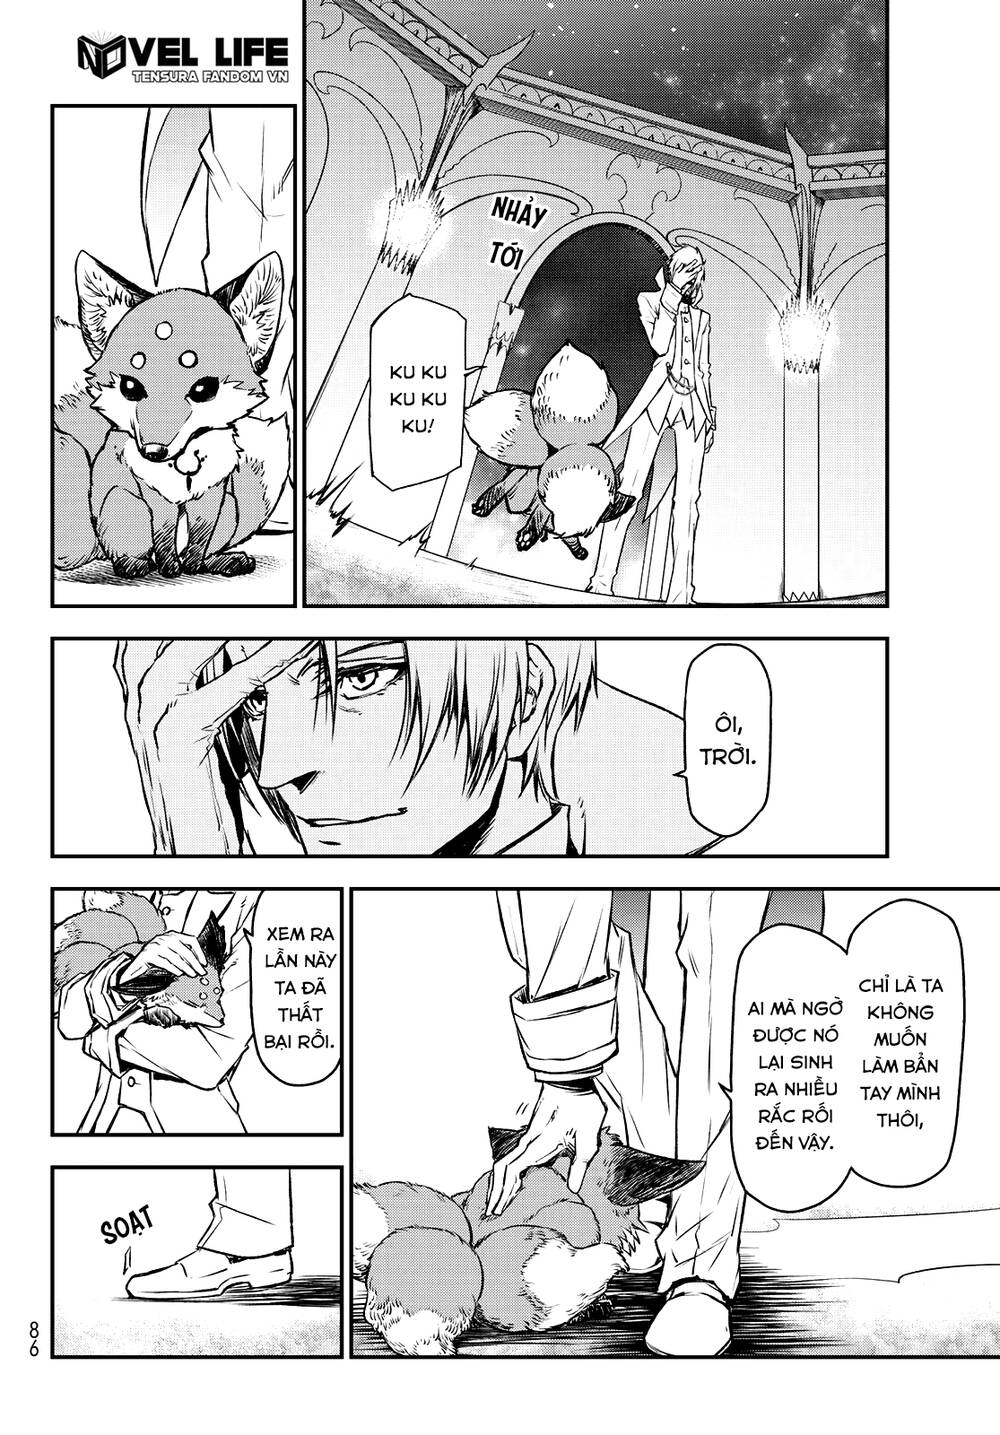 NOVEL LIFE
TENSURA FANDOM VN
NHẢY
TỚI
KU KU
KU KU
KU!
ÔI,
TRỜI.
CHỈ LÀ TA
KHÔNG
MUỐN
LÀM BẨN
TAY MÌNH
THÔI,
AI MÀ NGỜ
ĐƯỢC NÓ
LẠI SINH
RA NHIỀU
RẮC RỐI
ĐẾN VẬY.
XEM RA
LẦN NÀY
TA ĐÃ
THẤT
BẠI RỒI.
SOẠT
86